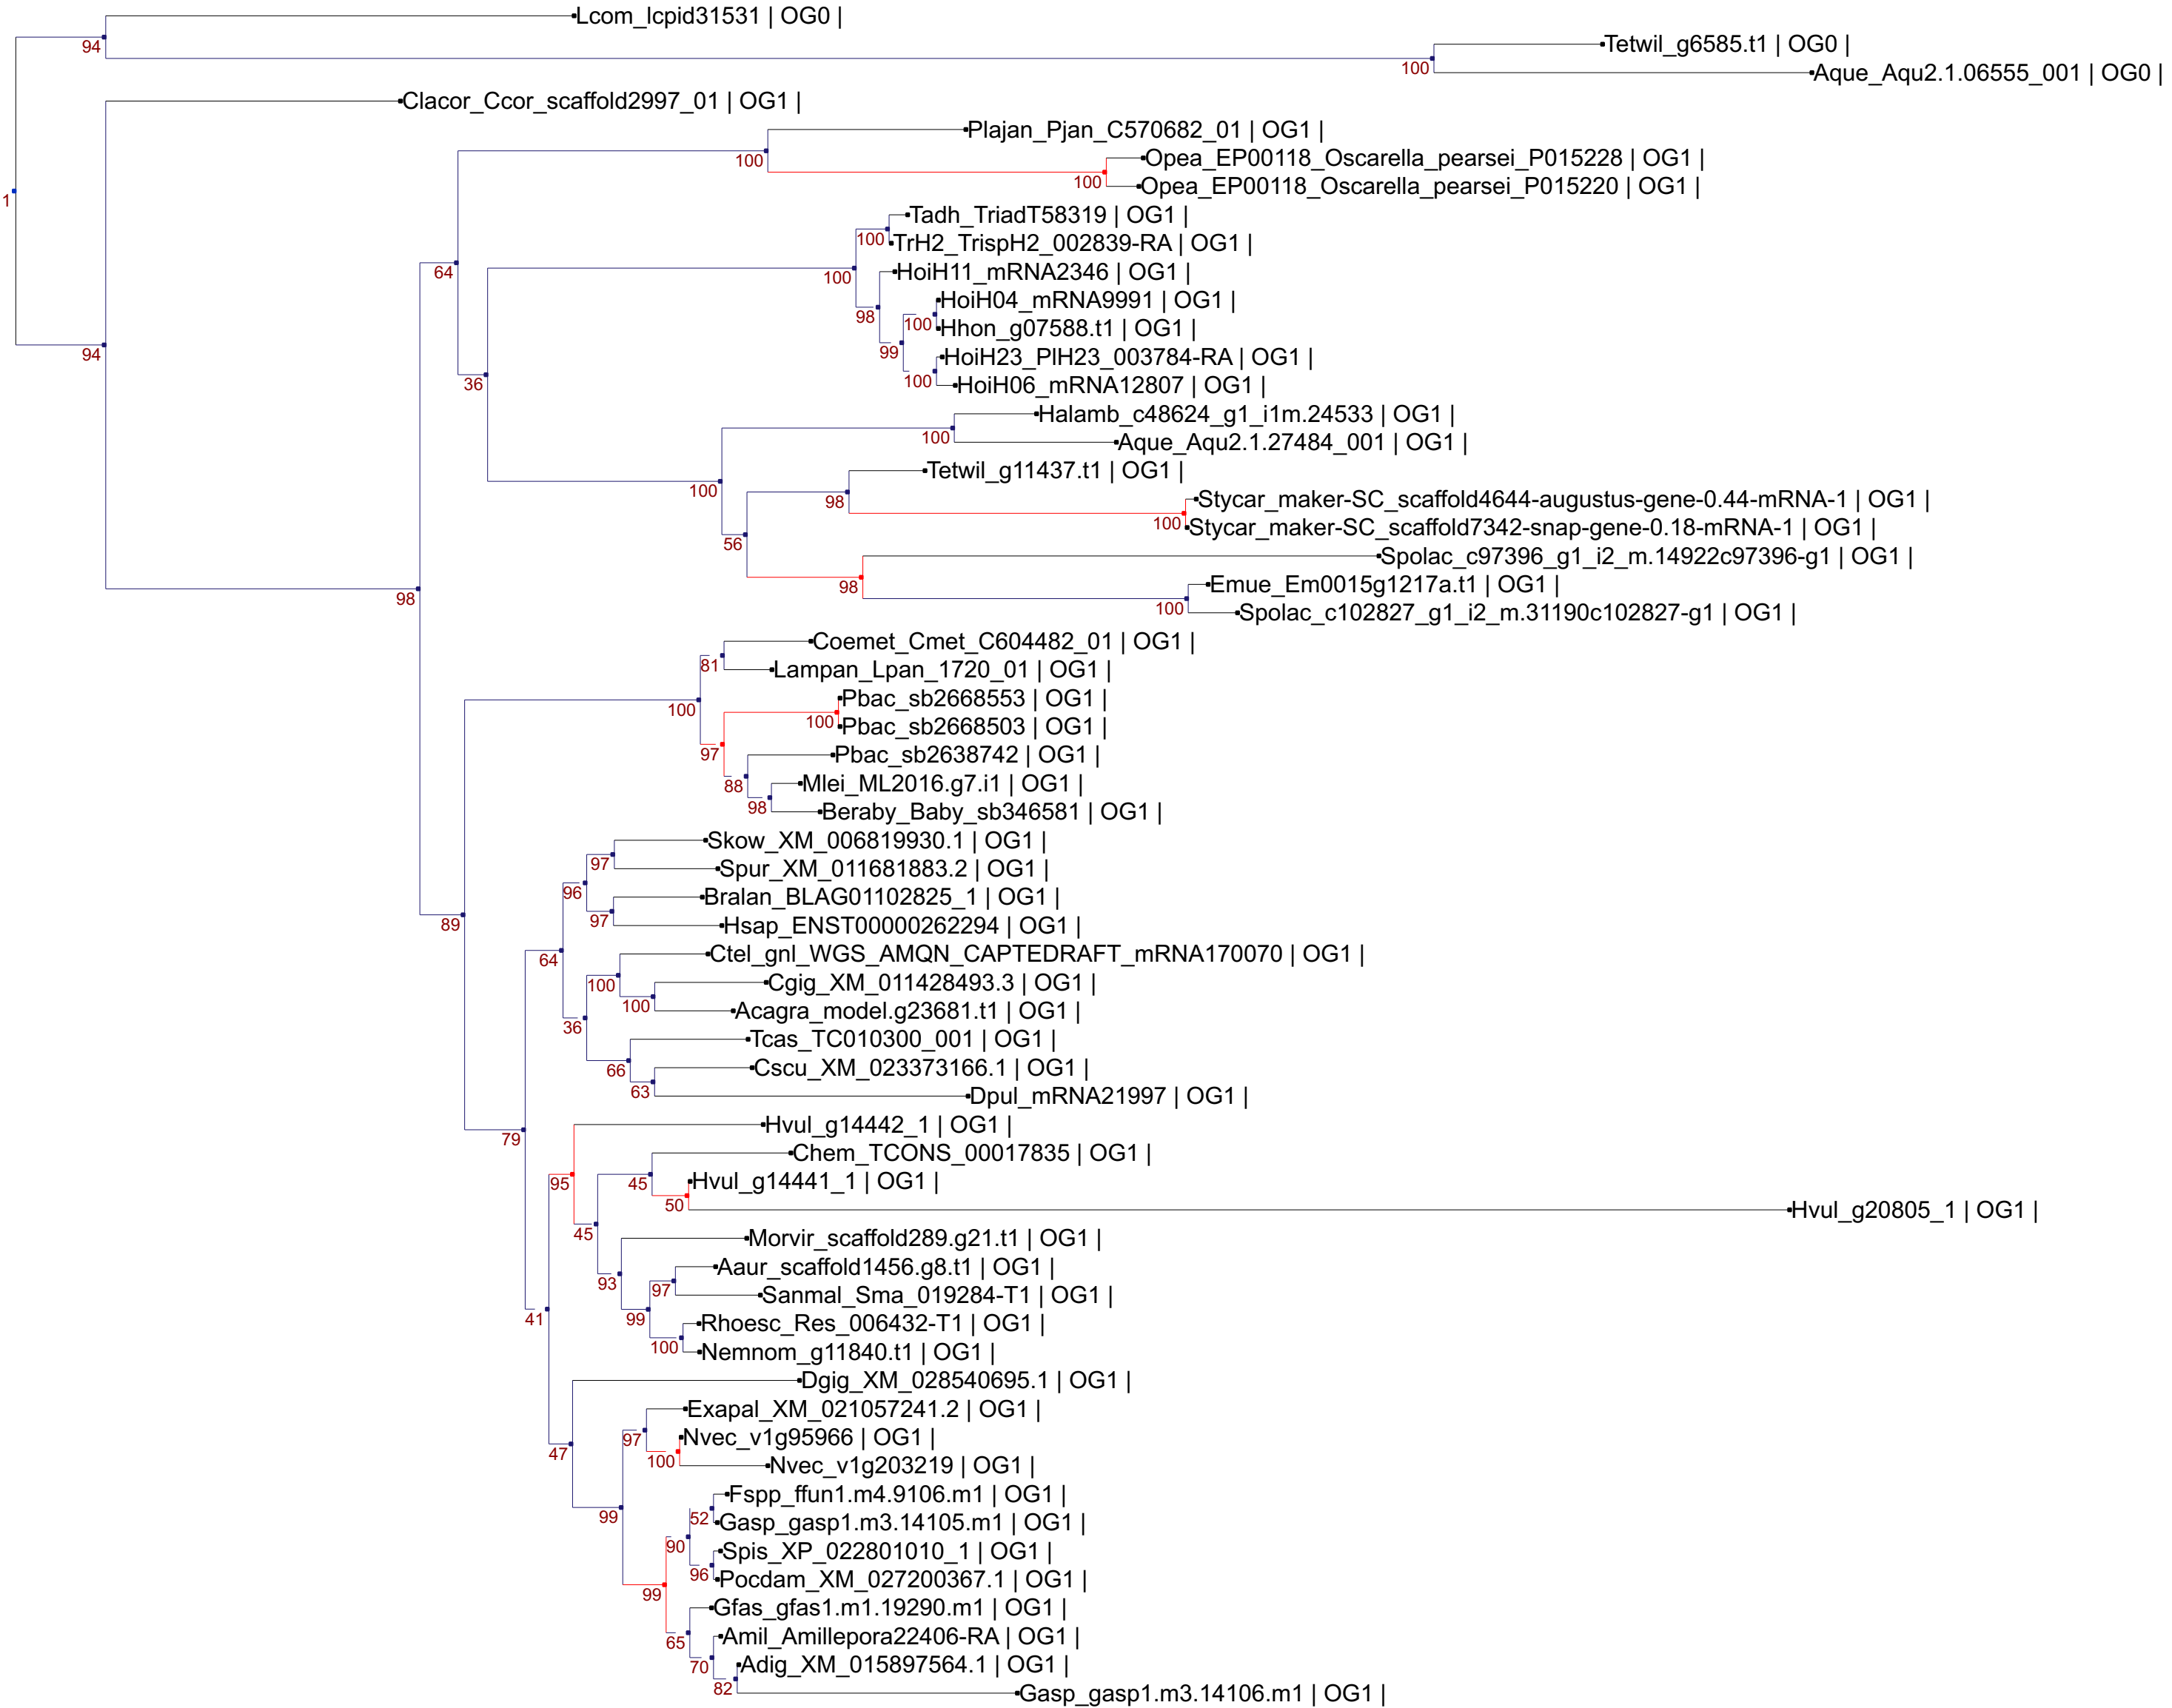 Lcom_lcpid31531 | OG0 |
94
Tetwil_g6585.t1 | OG0 |
100
Aque_Aqu2.1.06555_001 | OG0 |
Clacor_Ccor_scaffold2997_01 | OG1 |
Plajan_Pjan_C570682_01 | OG1 |
100
Opea_EP00118_Oscarella_pearsei_P015228 | OG1 |
100
Opea_EP00118_Oscarella_pearsei_P015220 | OG1 |
1
Tadh_TriadT58319 | OG1 |
100
TrH2_TrispH2_002839-RA | OG1 |
64
100
HoiH11_mRNA2346 | OG1 |
HoiH04_mRNA9991 | OG1 |
98
100
Hhon_g07588.t1 | OG1 |
94
99
HoiH23_PlH23_003784-RA | OG1 |
36
100
HoiH06_mRNA12807 | OG1 |
Halamb_c48624_g1_i1m.24533 | OG1 |
100
Aque_Aqu2.1.27484_001 | OG1 |
Tetwil_g11437.t1 | OG1 |
100
98
Stycar_maker-SC_scaffold4644-augustus-gene-0.44-mRNA-1 | OG1 |
100
Stycar_maker-SC_scaffold7342-snap-gene-0.18-mRNA-1 | OG1 |
56
Spolac_c97396_g1_i2_m.14922c97396-g1 | OG1 |
98
Emue_Em0015g1217a.t1 | OG1 |
98
100
Spolac_c102827_g1_i2_m.31190c102827-g1 | OG1 |
Coemet_Cmet_C604482_01 | OG1 |
81
Lampan_Lpan_1720_01 | OG1 |
Pbac_sb2668553 | OG1 |
100
100
Pbac_sb2668503 | OG1 |
97
Pbac_sb2638742 | OG1 |
88
Mlei_ML2016.g7.i1 | OG1 |
98
Beraby_Baby_sb346581 | OG1 |
Skow_XM_006819930.1 | OG1 |
97
Spur_XM_011681883.2 | OG1 |
96
Bralan_BLAG01102825_1 | OG1 |
89
97
Hsap_ENST00000262294 | OG1 |
64
Ctel_gnl_WGS_AMQN_CAPTEDRAFT_mRNA170070 | OG1 |
100
Cgig_XM_011428493.3 | OG1 |
100
Acagra_model.g23681.t1 | OG1 |
36
Tcas_TC010300_001 | OG1 |
66
Cscu_XM_023373166.1 | OG1 |
63
Dpul_mRNA21997 | OG1 |
79
Hvul_g14442_1 | OG1 |
Chem_TCONS_00017835 | OG1 |
95
45
Hvul_g14441_1 | OG1 |
50
Hvul_g20805_1 | OG1 |
45
Morvir_scaffold289.g21.t1 | OG1 |
93
Aaur_scaffold1456.g8.t1 | OG1 |
97
Sanmal_Sma_019284-T1 | OG1 |
41
99
Rhoesc_Res_006432-T1 | OG1 |
100
Nemnom_g11840.t1 | OG1 |
Dgig_XM_028540695.1 | OG1 |
Exapal_XM_021057241.2 | OG1 |
47
97
Nvec_v1g95966 | OG1 |
100
Nvec_v1g203219 | OG1 |
Fspp_ffun1.m4.9106.m1 | OG1 |
99
52
Gasp_gasp1.m3.14105.m1 | OG1 |
90
Spis_XP_022801010_1 | OG1 |
96
Pocdam_XM_027200367.1 | OG1 |
99
Gfas_gfas1.m1.19290.m1 | OG1 |
65
Amil_Amillepora22406-RA | OG1 |
70
Adig_XM_015897564.1 | OG1 |
82
Gasp_gasp1.m3.14106.m1 | OG1 |